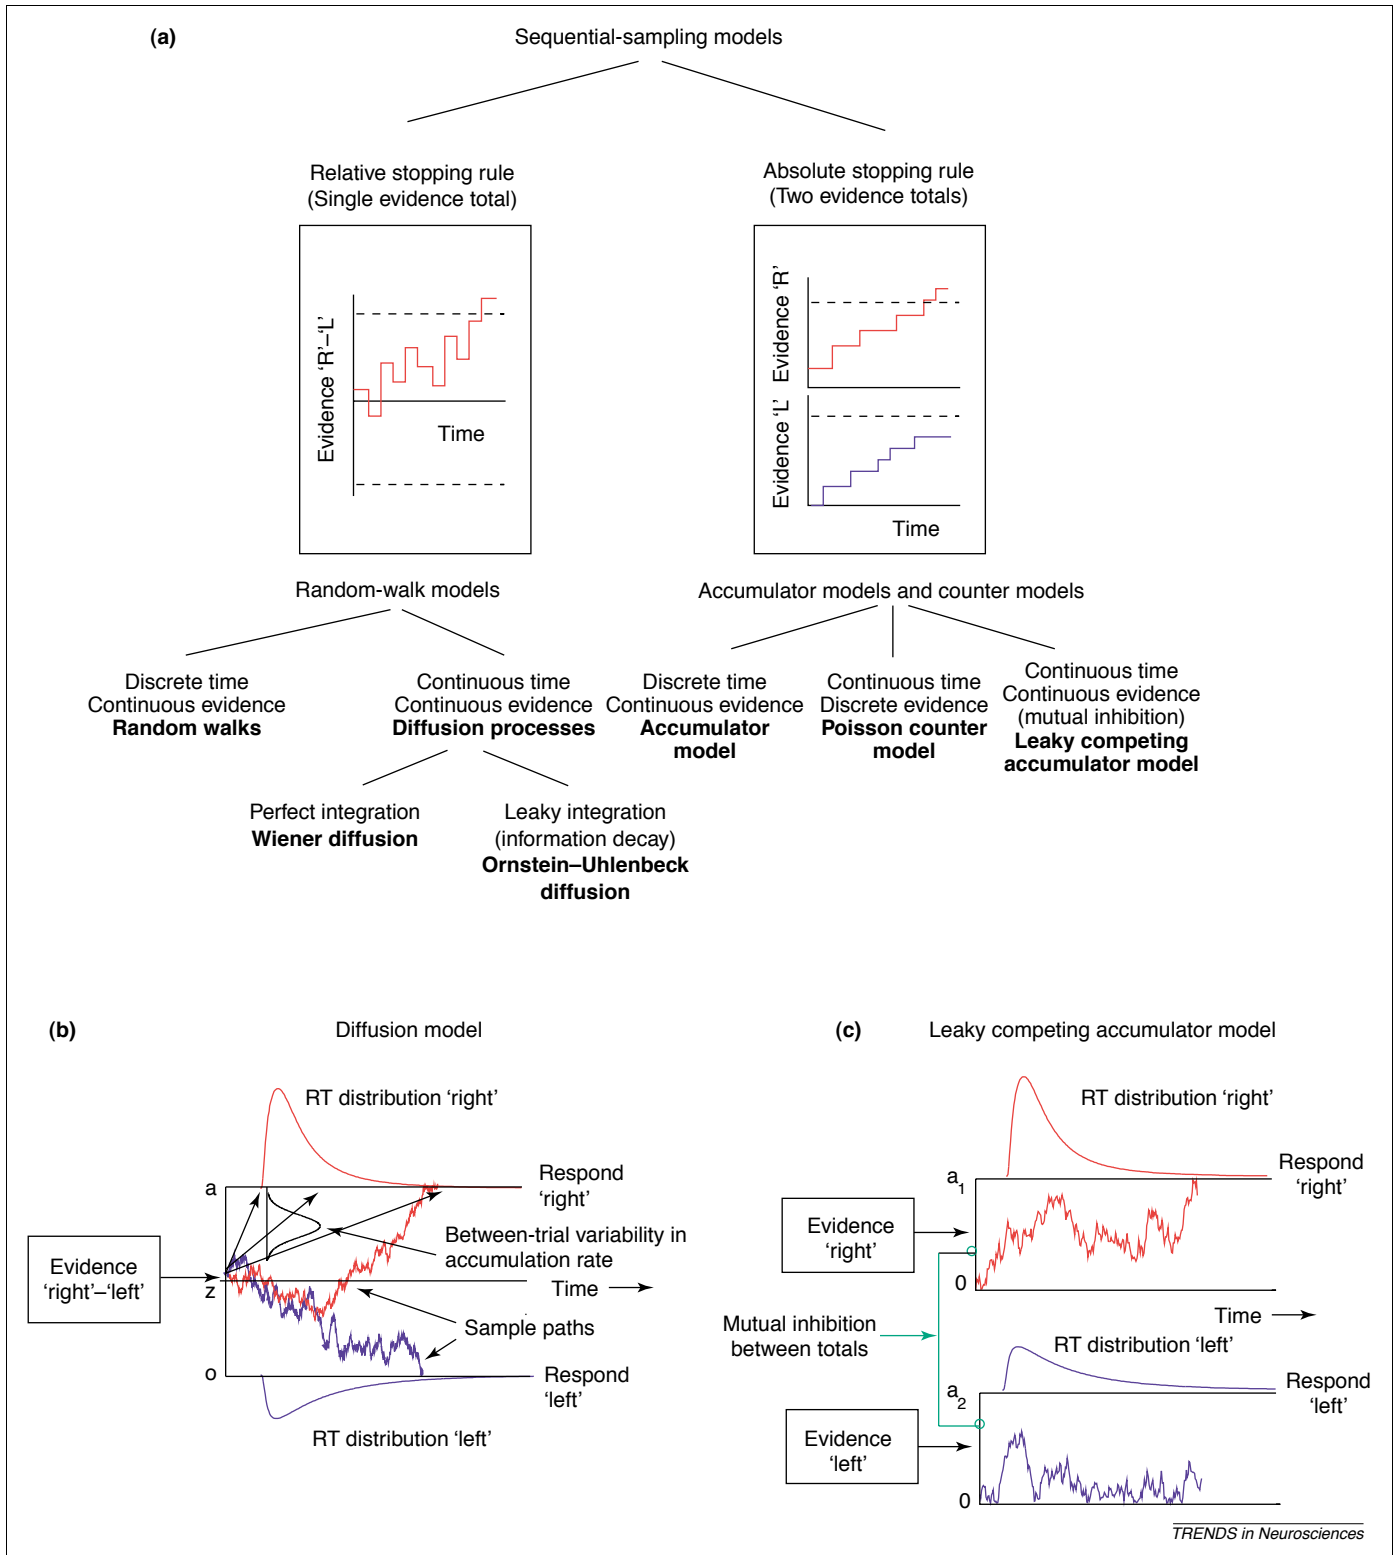 (a)
Sequential-sampling models
Relative stopping rule
(Single evidence total)
Absolute stopping rule
(Two evidence totals)
Evidence ‘R’–‘L’
Time
Evidence ‘R’
Evidence ‘L’
Time
Random-walk models
Accumulator models and counter models
Discrete time
Continuous evidence
Random walks
Continuous time
Continuous evidence
Diffusion processes
Discrete time
Continuous evidence
Accumulator
model
Continuous time
Discrete evidence
Poisson counter
model
Continuous time
Continuous evidence
(mutual inhibition)
Leaky competing
accumulator model
Perfect integration
Wiener diffusion
Leaky integration
(information decay)
Ornstein–Uhlenbeck
diffusion
(b)
Diffusion model
RT distribution ‘right’
Respond
‘right’
a
Between-trial variability in
accumulation rate
Evidence
‘right’–‘left’
z
Time
Sample paths
o
Respond
‘left’
RT distribution ‘left’
(c)
Leaky competing accumulator model
RT distribution ‘right’
Respond
‘right’
a1
Evidence
‘right’
0
Time
Mutual inhibition
between totals
RT distribution ‘left’
Respond
‘left’
a2
Evidence
‘left’
0
TRENDS in Neurosciences